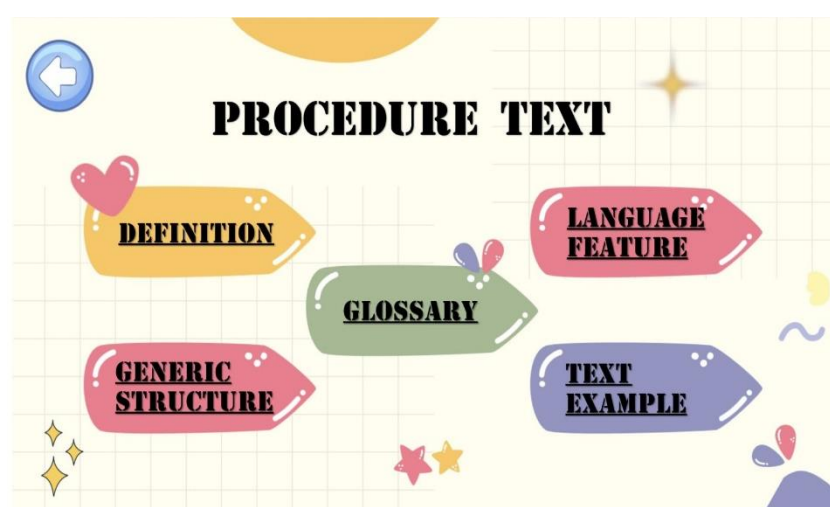 PROCEDURE TEXT
DEFINITION
LANGUAGE
FEATURE
GLOSSARY
GENERIC
STRUCTURE
TEXT
EXAMPLE